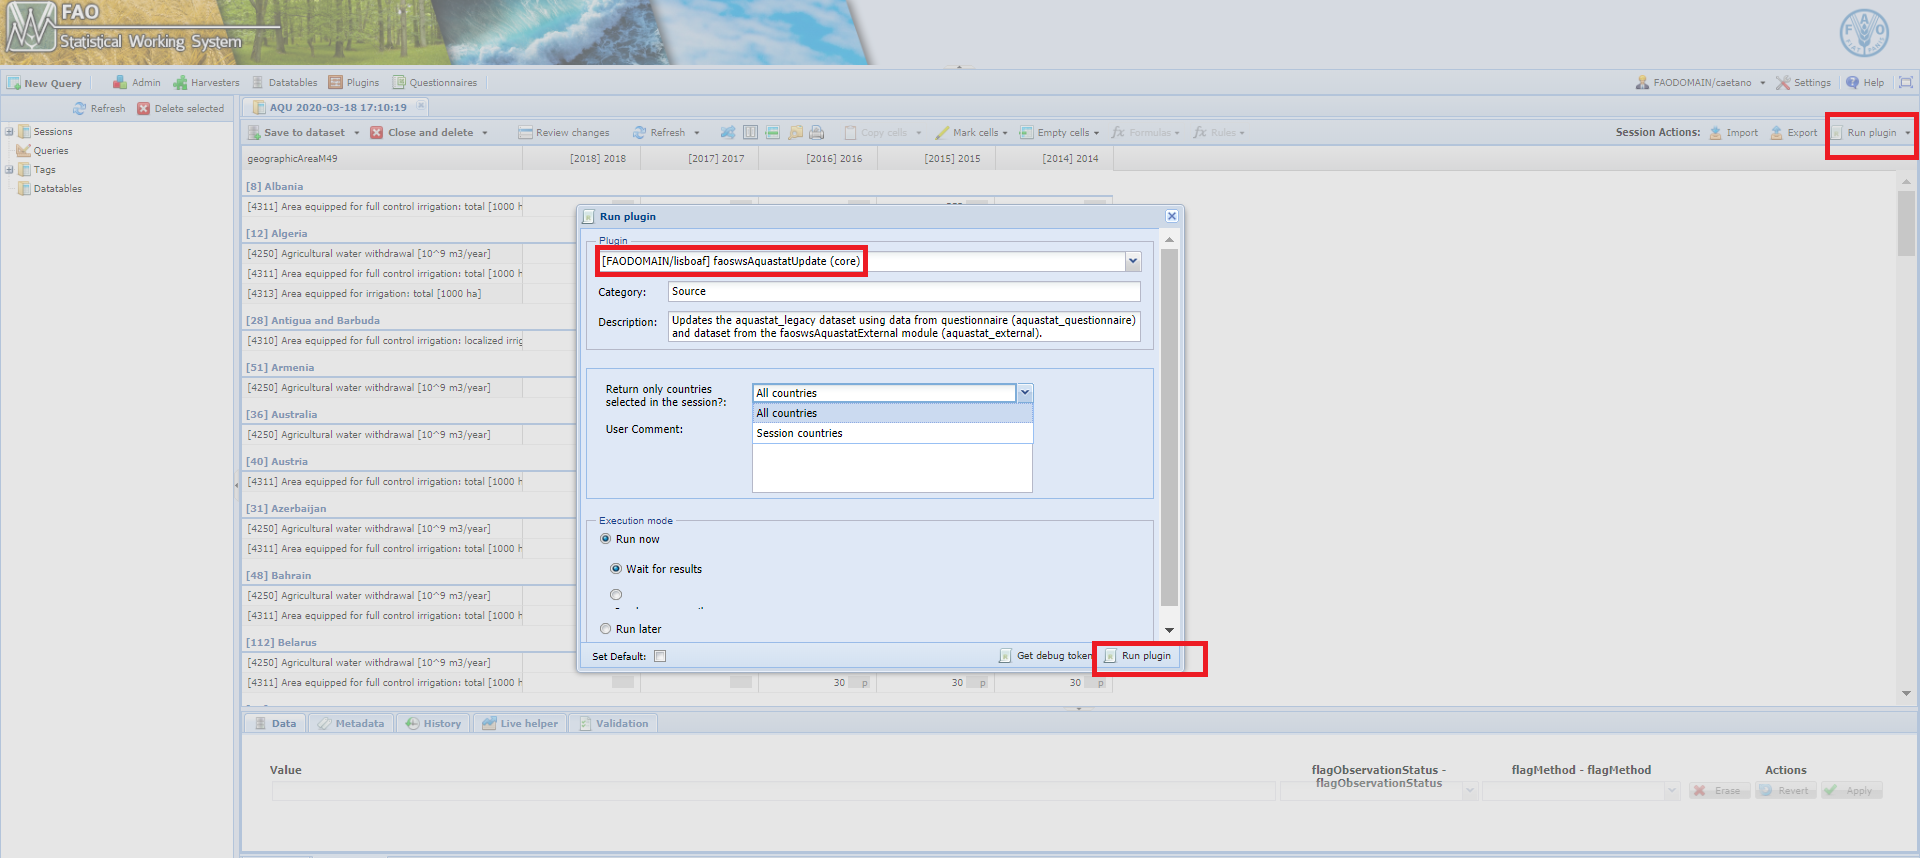 FAO
Statistical Working System
New Query
Admin
Harvesters
Datatables
Plugins
Questionnaires
FAODOMAIN/caetano
Settings
Help
Refresh
Delete selected
AQU 2020-03-18 17:10:19
Sessions
Queries
Tags
Datatables
Save to dataset
Close and delete
Review changes
Refresh
Copy cells
Mark cells
Empty cells
Formulas
Rules
Session Actions:
Import
Export
Run plugin
geographicAreaM49
[2018] 2018
[2017] 2017
[2016] 2016
[2015] 2015
[2014] 2014
[8] Albania
[4311] Area equipped for full control irrigation: total [1000 h
[12] Algeria
[4250] Agricultural water withdrawal [10^9 m3/year]
[4311] Area equipped for full control irrigation: total [1000 h
[4313] Area equipped for irrigation: total [1000 ha]
[28] Antigua and Barbuda
[4310] Area equipped for full control irrigation: localized irrig
[51] Armenia
[4250] Agricultural water withdrawal [10^9 m3/year]
[36] Australia
[4250] Agricultural water withdrawal [10^9 m3/year]
[40] Austria
[4311] Area equipped for full control irrigation: total [1000 h
[31] Azerbaijan
[4250] Agricultural water withdrawal [10^9 m3/year]
[4311] Area equipped for full control irrigation: total [1000 h
[48] Bahrain
[4250] Agricultural water withdrawal [10^9 m3/year]
[4311] Area equipped for full control irrigation: total [1000 h
[112] Belarus
[4250] Agricultural water withdrawal [10^9 m3/year]
[4311] Area equipped for full control irrigation: total [1000 h
30 p
30 p
30 p
Run plugin
Plugin
[FAODOMAIN/lisboaf] faoswsAquastatUpdate (core)
Category:
Source
Description:
Updates the aquastat_legacy dataset using data from questionnaire (aquastat_questionnaire)
and dataset from the faoswsAquastatExternal module (aquastat_external).
Return only countries
selected in the session?:
All countries
All countries
Session countries
User Comment:
Execution mode
Run now
Wait for results
Run later
Set Default:
Get debug token
Run plugin
Data
Metadata
History
Live helper
Validation
Value
flagObservationStatus -
flagObservationStatus
flagMethod - flagMethod
Actions
Erase
Revert
Apply